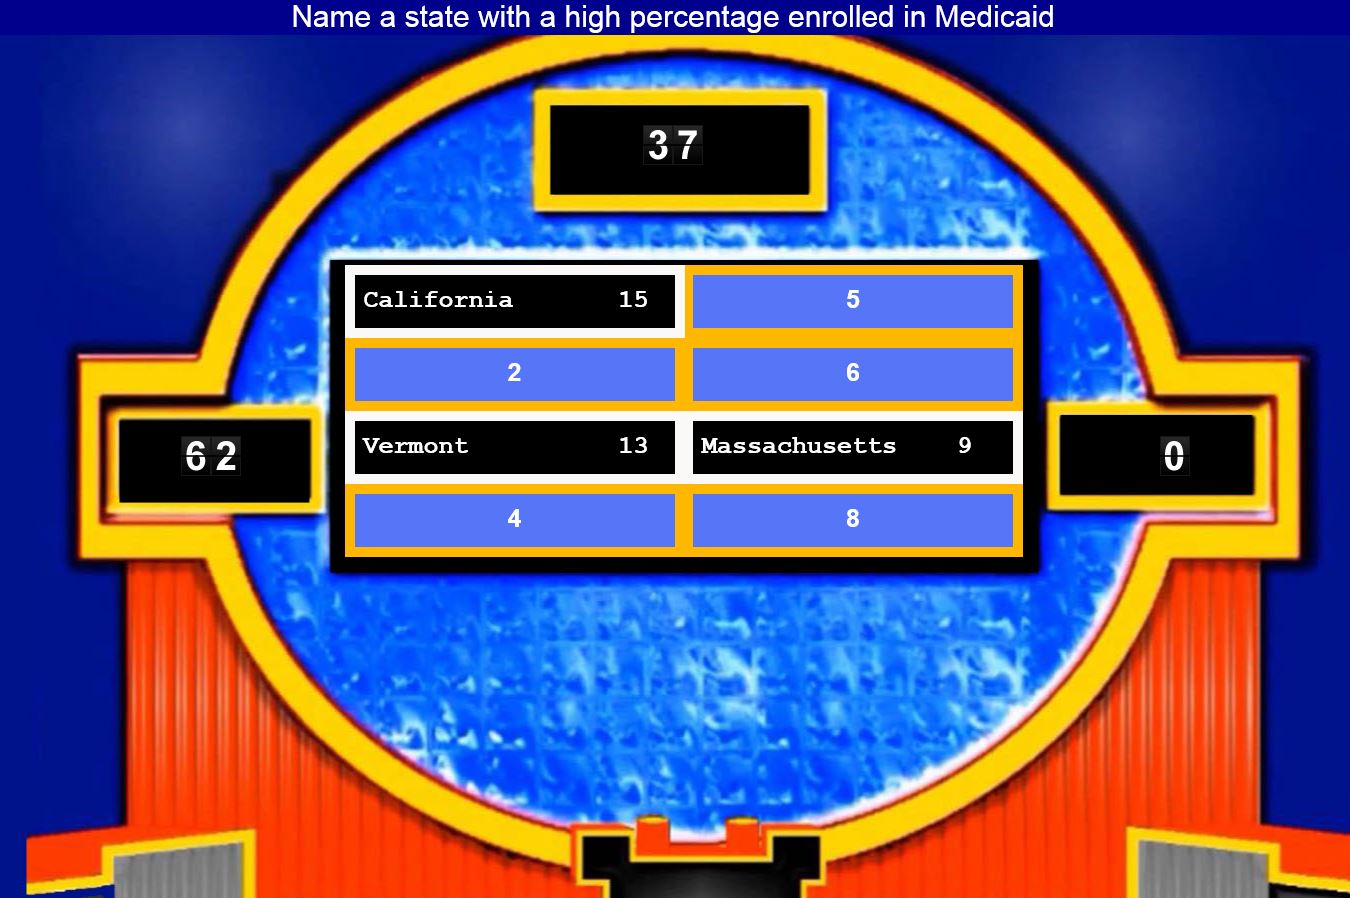 Name a state with a high percentage enrolled in Medicaid
37
California 15
5
2
6
Vermont 13
Massachusetts 9
4
8
62
0